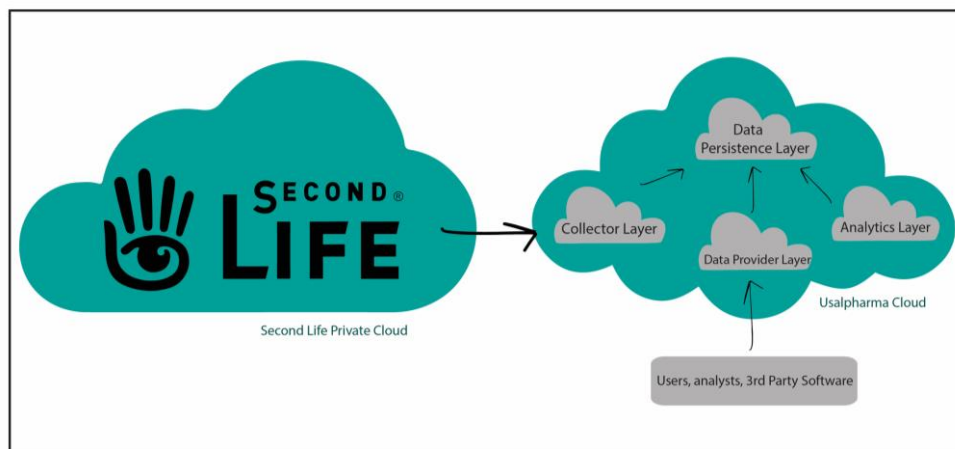 SECOND®
LIFE
Second Life Private Cloud
Data
Persistence Layer
Collector Layer
Analytics Layer
Data Provider Layer
Usalpharma Cloud
Users, analysts, 3rd Party Software